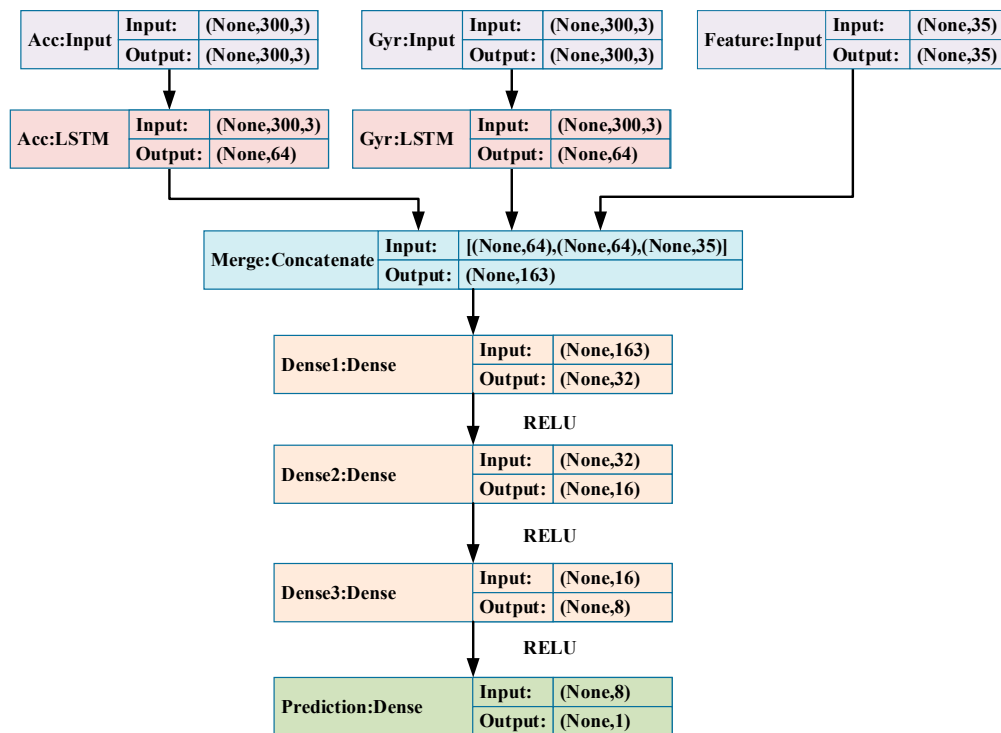 Acc:Input
Input: (None,300,3)
Output: (None,300,3)
Gyr:Input
Input: (None,300,3)
Output: (None,300,3)
Feature:Input
Input: (None,35)
Output: (None,35)
Acc:LSTM
Input: (None,300,3)
Output: (None,64)
Gyr:LSTM
Input: (None,300,3)
Output: (None,64)
Merge:Concatenate
Input: [(None,64),(None,64),(None,35)]
Output: (None,163)
Dense1:Dense
Input: (None,163)
Output: (None,32)
RELU
Dense2:Dense
Input: (None,32)
Output: (None,16)
RELU
Dense3:Dense
Input: (None,16)
Output: (None,8)
RELU
Prediction:Dense
Input: (None,8)
Output: (None,1)